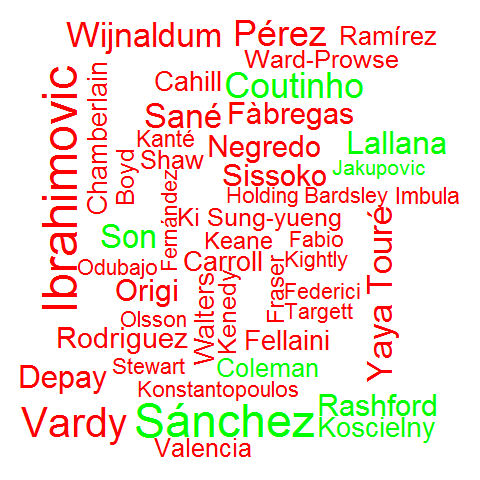 Wijnaldum Pérez Ramírez
Ward-Prowse
Cahill Coutinho
Ibrahimovic
Chamberlain
Sané Fàbregas
Kanté Negredo Lallana
Boyd
Shaw Sissoko Jakupovic
Fernández
Holding Bardsley Imbula
Ki Sung-yueng
Yaya Touré
Son Keane Fabio
Odubajo Carroll Kightly
Walters
Kenedy
Fraser
Origi Federici
Olsson Targett
Rodriguez Fellaini
Stewart Coleman
Depay
Konstantopoulos
Vardy Sánchez Rashford
Koscielny
Valencia